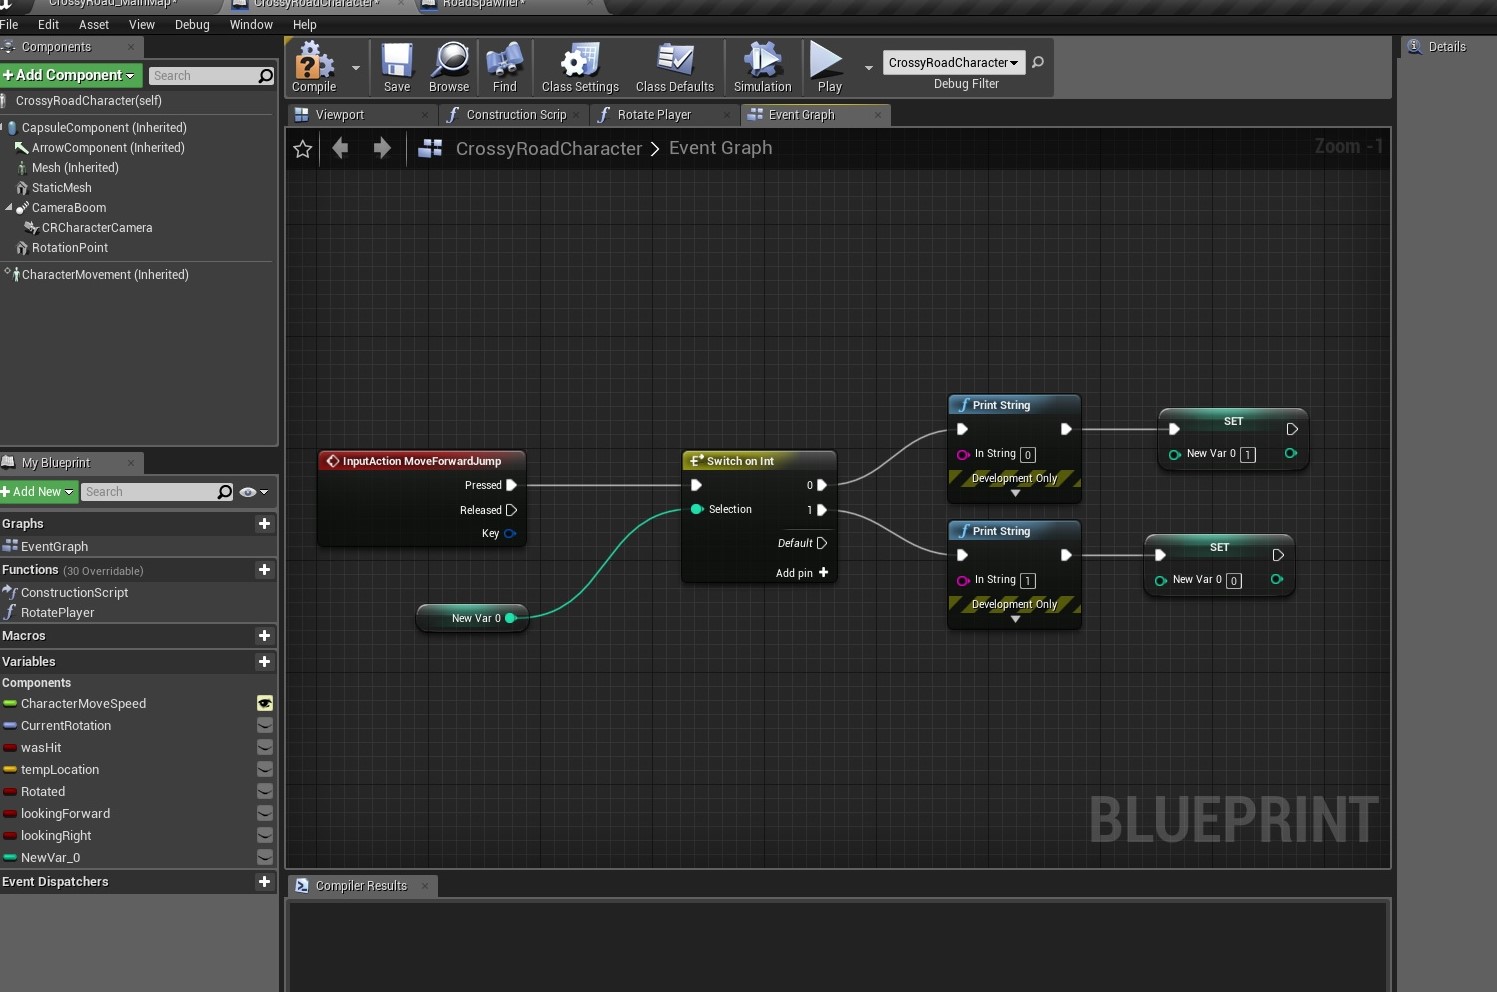 CrossyRoad_MainMap*
CrossyRoadCharacter*
RoadSpawner*
File Edit Asset View Debug Window Help
Components
Add Component
Search
CrossyRoadCharacter(self)
CapsuleComponent (Inherited)
ArrowComponent (Inherited)
Mesh (Inherited)
StaticMesh
CameraBoom
CRCharacterCamera
RotationPoint
CharacterMovement (Inherited)
My Blueprint
Add New
Search
Graphs
EventGraph
Functions (30 Overridable)
ConstructionScript
RotatePlayer
Macros
Variables
Components
CharacterMoveSpeed
CurrentRotation
wasHit
tempLocation
Rotated
lookingForward
lookingRight
NewVar_0
Event Dispatchers
Compile
Save
Browse
Find
Class Settings
Class Defaults
Simulation
Play
CrossyRoadCharacter
Debug Filter
Viewport
Construction Scrip
Rotate Player
Event Graph
CrossyRoadCharacter > Event Graph
Zoom -1
InputAction MoveForwardJump
Pressed
Released
Key
New Var 0
Switch on Int
0
Selection
1
Default
Add pin
Print String
In String 0
Development Only
SET
New Var 0 1
Print String
In String 1
Development Only
SET
New Var 0 0
BLUEPRINT
Compiler Results
Details